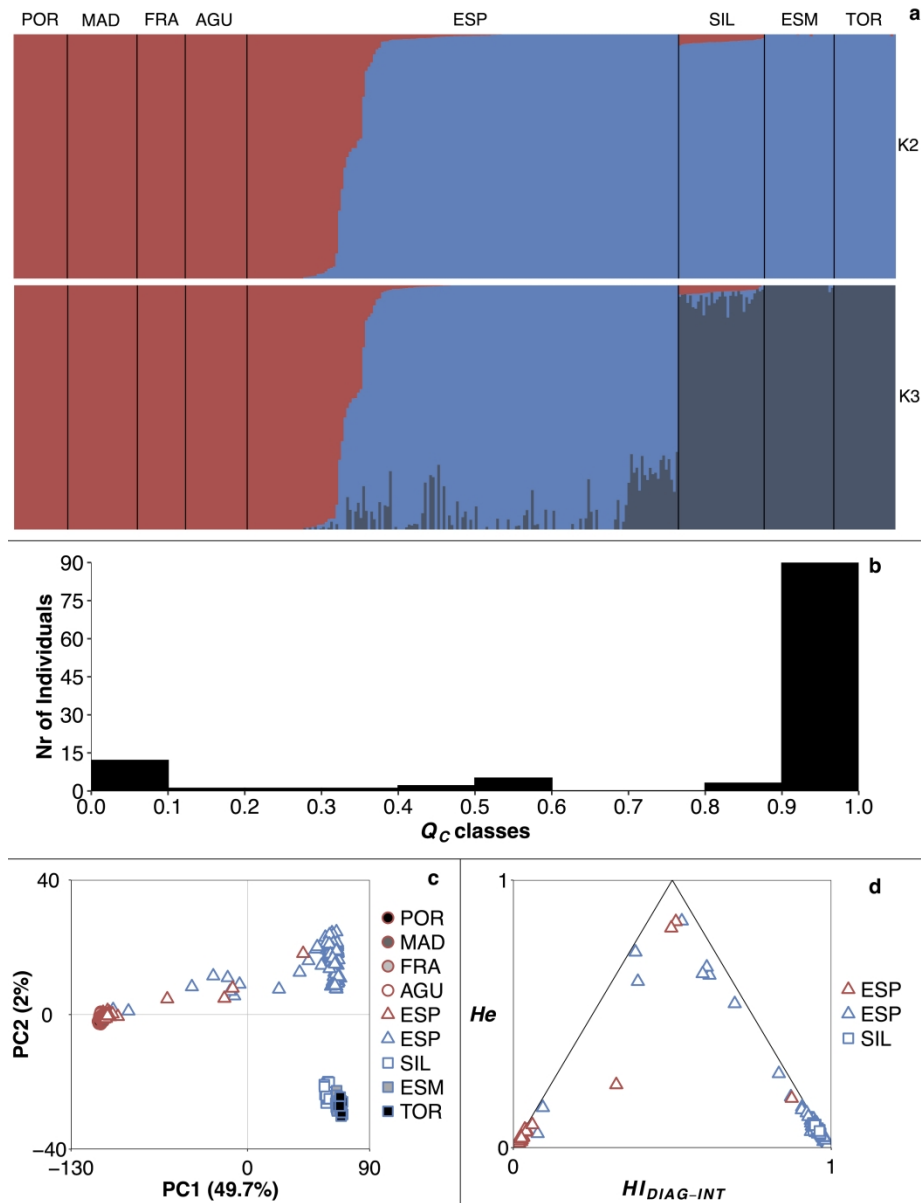 POR MAD FRA AGU ESP SIL ESM TOR a
K2
K3
b
Nr of Individuals
90
75
60
45
30
15
0
0.0 0.1 0.2 0.3 0.4 0.5 0.6 0.7 0.8 0.9 1.0
QC classes
c
PC2 (2%)
40
0
−40
−130 0 90
PC1 (49.7%)
POR
MAD
FRA
AGU
ESP
ESP
SIL
ESM
TOR
d
He
1
0
0 1
HIDIAG−INT
ESP
ESP
SIL